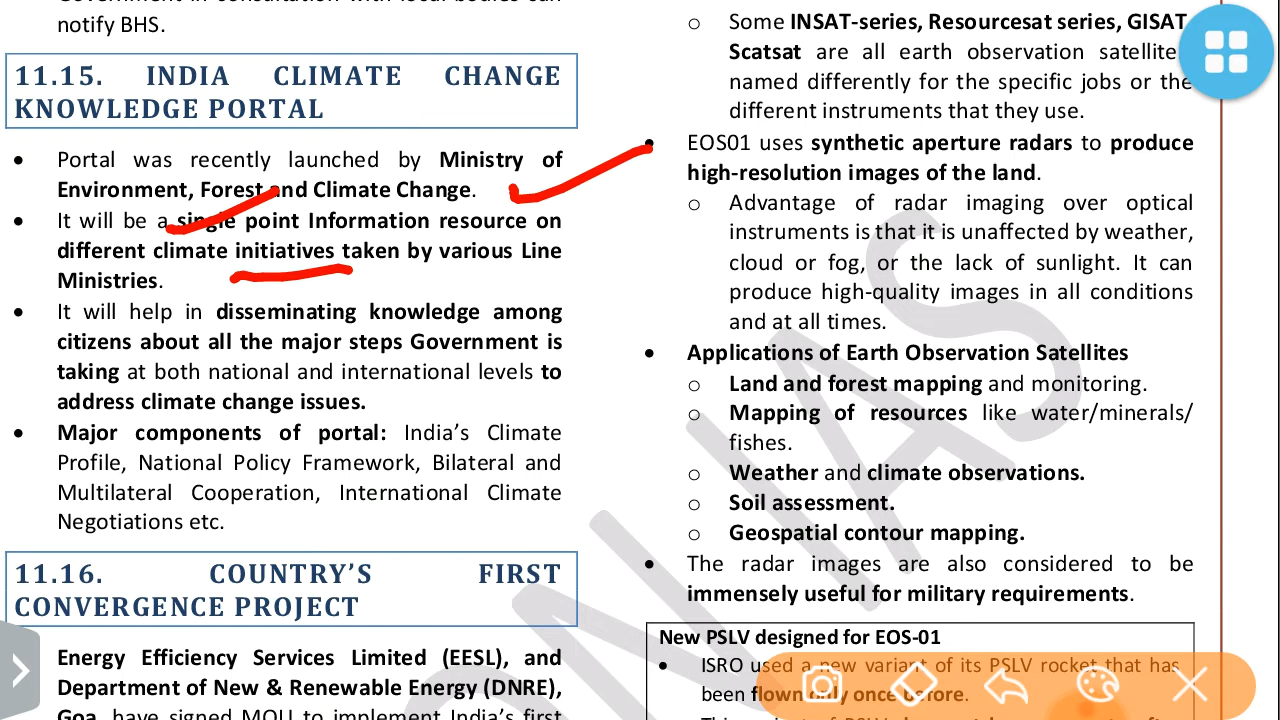 Government in consultation with local bodies can
notify BHS.
11.15. INDIA CLIMATE CHANGE
KNOWLEDGE PORTAL
• Portal was recently launched by Ministry of
Environment, Forest and Climate Change.
• It will be a single point Information resource on
different climate initiatives taken by various Line
Ministries.
• It will help in disseminating knowledge among
citizens about all the major steps Government is
taking at both national and international levels to
address climate change issues.
• Major components of portal: India's Climate
Profile, National Policy Framework, Bilateral and
Multilateral Cooperation, International Climate
Negotiations etc.
11.16. COUNTRY'S FIRST
CONVERGENCE PROJECT
Energy Efficiency Services Limited (EESL), and
Department of New & Renewable Energy (DNRE),
Goa, have signed MOU to implement India's first
o Some INSAT-series, Resourcesat series, GISAT,
Scatsat are all earth observation satellites
named differently for the specific jobs or the
different instruments that they use.
• EOS01 uses synthetic aperture radars to produce
high-resolution images of the land.
o Advantage of radar imaging over optical
instruments is that it is unaffected by weather,
cloud or fog, or the lack of sunlight. It can
produce high-quality images in all conditions
and at all times.
• Applications of Earth Observation Satellites
o Land and forest mapping and monitoring.
o Mapping of resources like water/minerals/
fishes.
o Weather and climate observations.
o Soil assessment.
o Geospatial contour mapping.
• The radar images are also considered to be
immensely useful for military requirements.
New PSLV designed for EOS-01
• ISRO used a new variant of its PSLV rocket that has
been flown only once before.